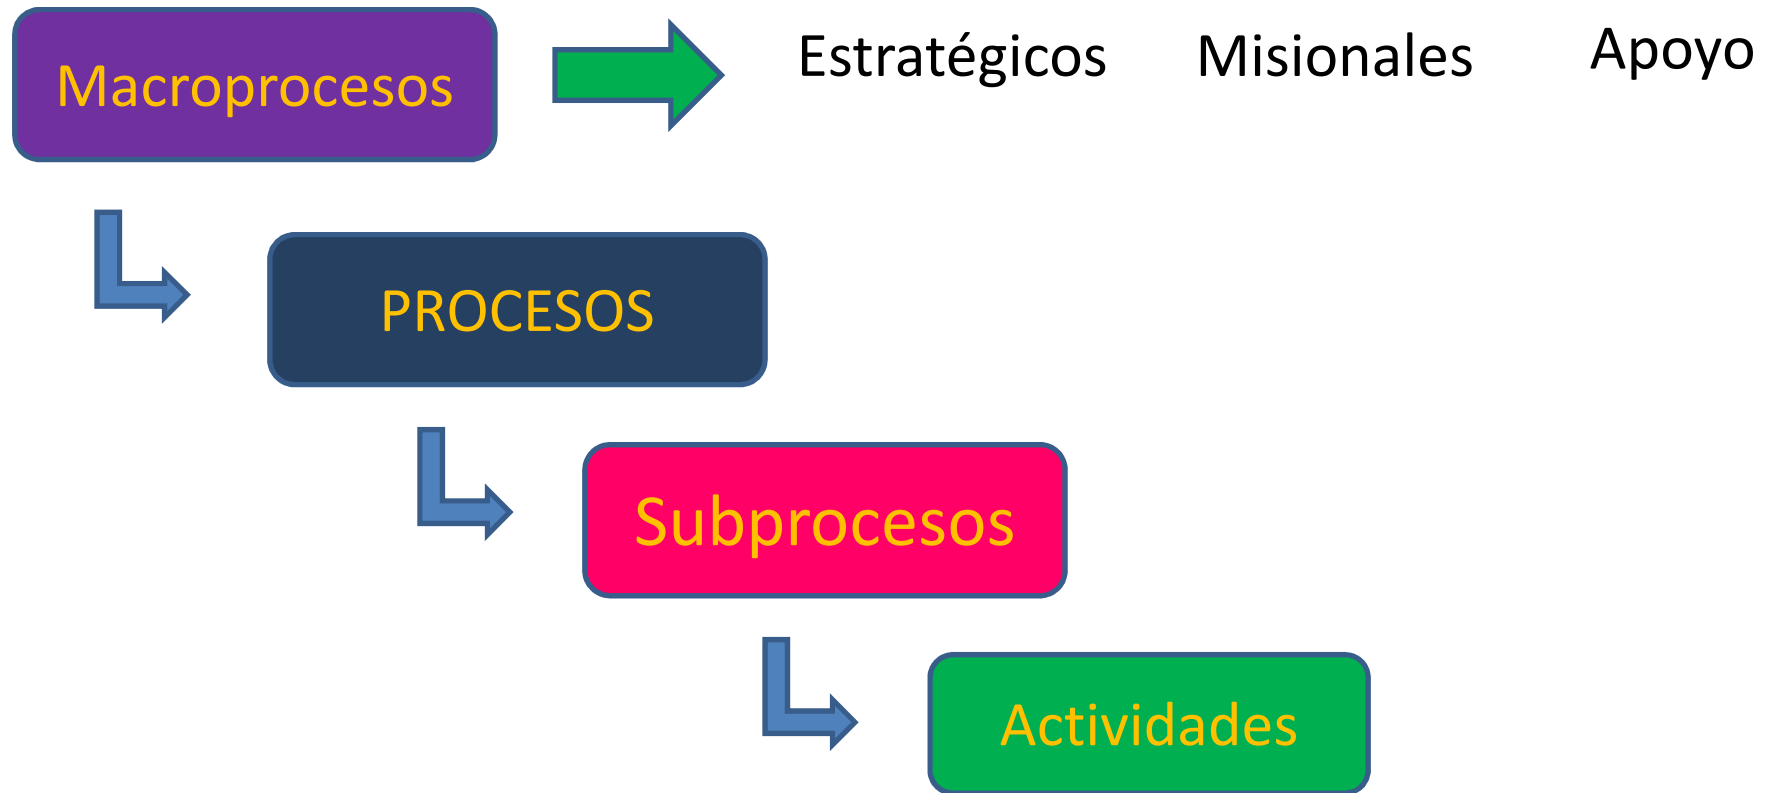 Macroprocesos
Estratégicos Misionales Apoyo
PROCESOS
Subprocesos
Actividades